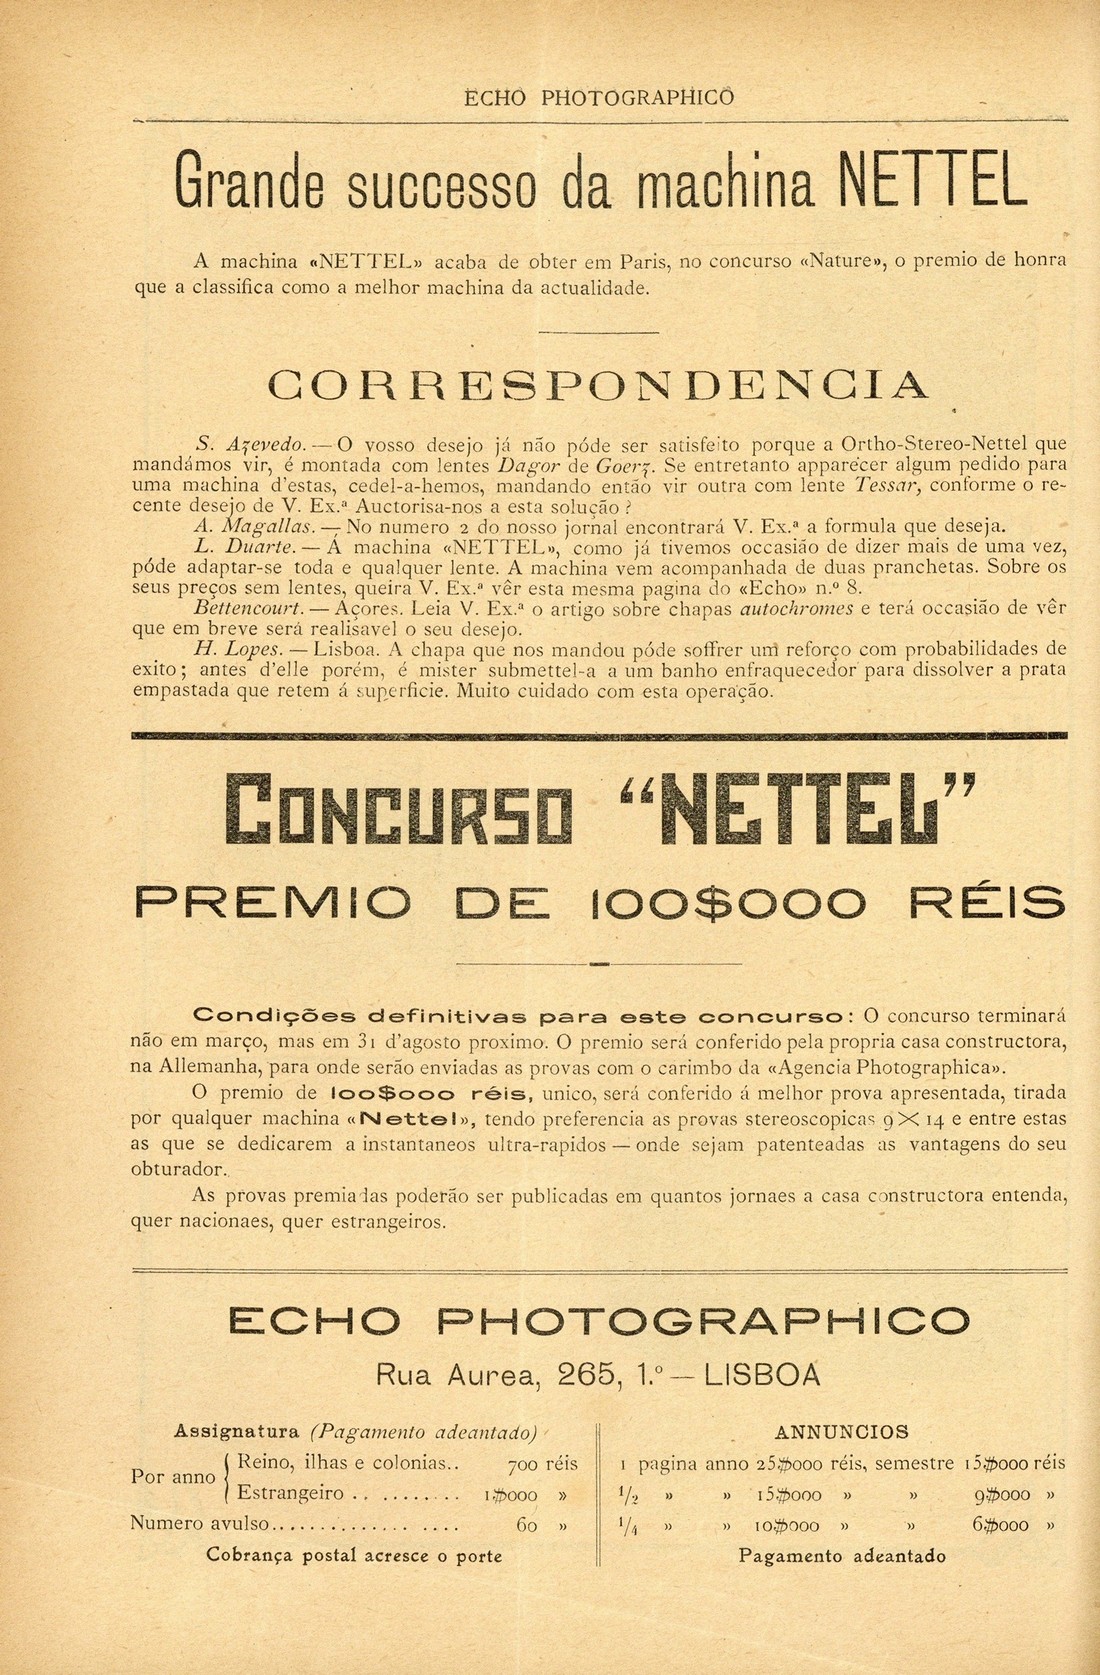 ECHO PHOTOGRAPHICO
Grande successo da machina NETTEL
A machina «NETTEL» acaba de obter em Paris, no concurso «Nature», o premio de honra
que a classifica como a melhor machina da actualidade.
CORRESPONDENCIA
S. Azevedo. — O vosso desejo já não póde ser satisfeito porque a Ortho-Stereo-Nettel que
mandámos vir, é montada com lentes Dagor de Goerz. Se entretanto apparecer algum pedido para
uma machina d'estas, cedel-a-hemos, mandando então vir outra com lente Tessar, conforme o re-
cente desejo de V. Ex.ª Auctorisa-nos a esta solução ?
A. Magallas. — No numero 2 do nosso jornal encontrará V. Ex.ª a formula que deseja.
L. Duarte. — Á machina «NETTEL», como já tivemos occasião de dizer mais de uma vez,
póde adaptar-se toda e qualquer lente. A machina vem acompanhada de duas pranchetas. Sobre os
seus preços sem lentes, queira V. Ex.ª vêr esta mesma pagina do «Echo» n.º 8.
Bettencourt. — Açores. Leia V. Ex.ª o artigo sobre chapas autochromes e terá occasião de vêr
que em breve será realisavel o seu desejo.
H. Lopes. — Lisboa. A chapa que nos mandou póde soffrer um reforço com probabilidades de
exito ; antes d'elle porém, é mister submettel-a a um banho enfraquecedor para dissolver a prata
empastada que retem á superficie. Muito cuidado com esta operação.
CONCURSO “NETTEL”
PREMIO DE 100$000 RÉIS
Condições definitivas para este concurso: O concurso terminará
não em março, mas em 31 d'agosto proximo. O premio será conferido pela propria casa constructora,
na Allemanha, para onde serão enviadas as provas com o carimbo da «Agencia Photographica».
O premio de 100$000 réis, unico, será conferido á melhor prova apresentada, tirada
por qualquer machina «Nettel», tendo preferencia as provas stereoscopicas 9 × 14 e entre estas
as que se dedicarem a instantaneos ultra-rapidos — onde sejam patenteadas as vantagens do seu
obturador.
As provas premiadas poderão ser publicadas em quantos jornaes a casa constructora entenda,
quer nacionaes, quer estrangeiros.
ECHO PHOTOGRAPHICO
Rua Aurea, 265, 1.º — LISBOA
Assignatura (Pagamento adeantado)
Por anno { Reino, ilhas e colonias.. 700 réis
Estrangeiro .. ........ 1$000 »
Numero avulso.............. .... 60 »
Cobrança postal acresce o porte
ANNUNCIOS
1 pagina anno 25$000 réis, semestre 15$000 réis
1/2 » » 15$000 » » 9$000 »
1/4 » » 10$000 » » 6$000 »
Pagamento adeantado